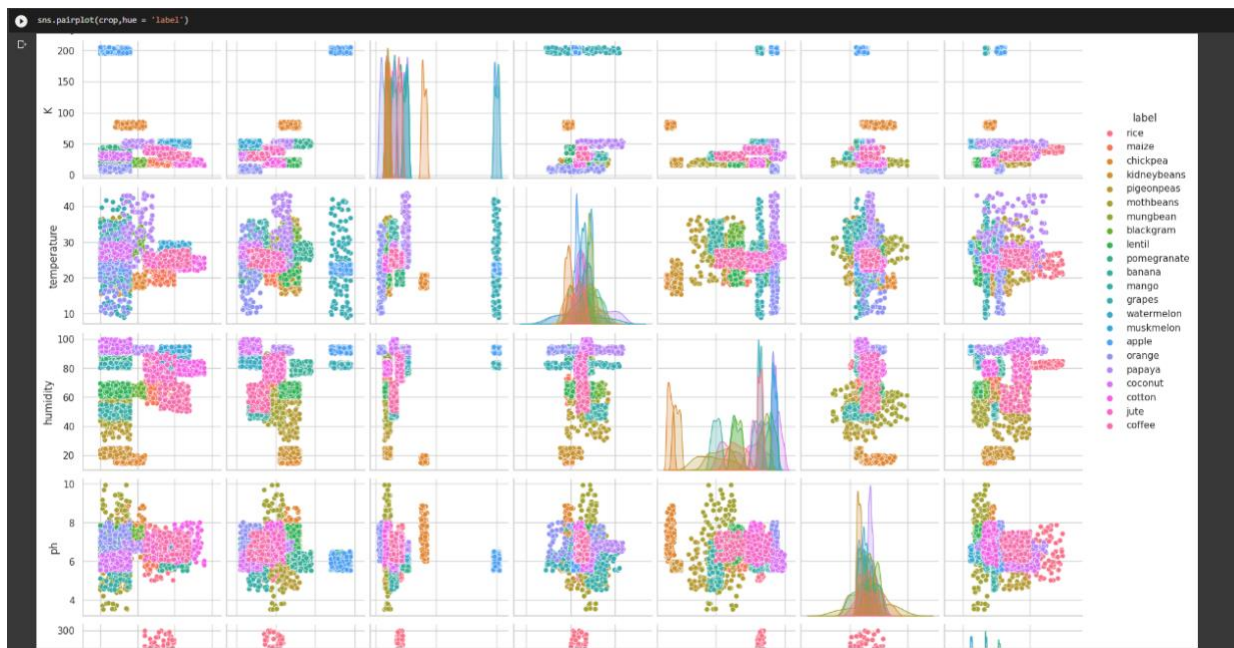 sns.pairplot(crop,hue = 'label')
200
150
100
50
0
K
40
30
20
10
temperature
100
80
60
40
20
humidity
10
8
6
4
ph
300
label
rice
maize
chickpea
kidneybeans
pigeonpeas
mothbeans
mungbean
blackgram
lentil
pomegranate
banana
mango
grapes
watermelon
muskmelon
apple
orange
papaya
coconut
cotton
jute
coffee